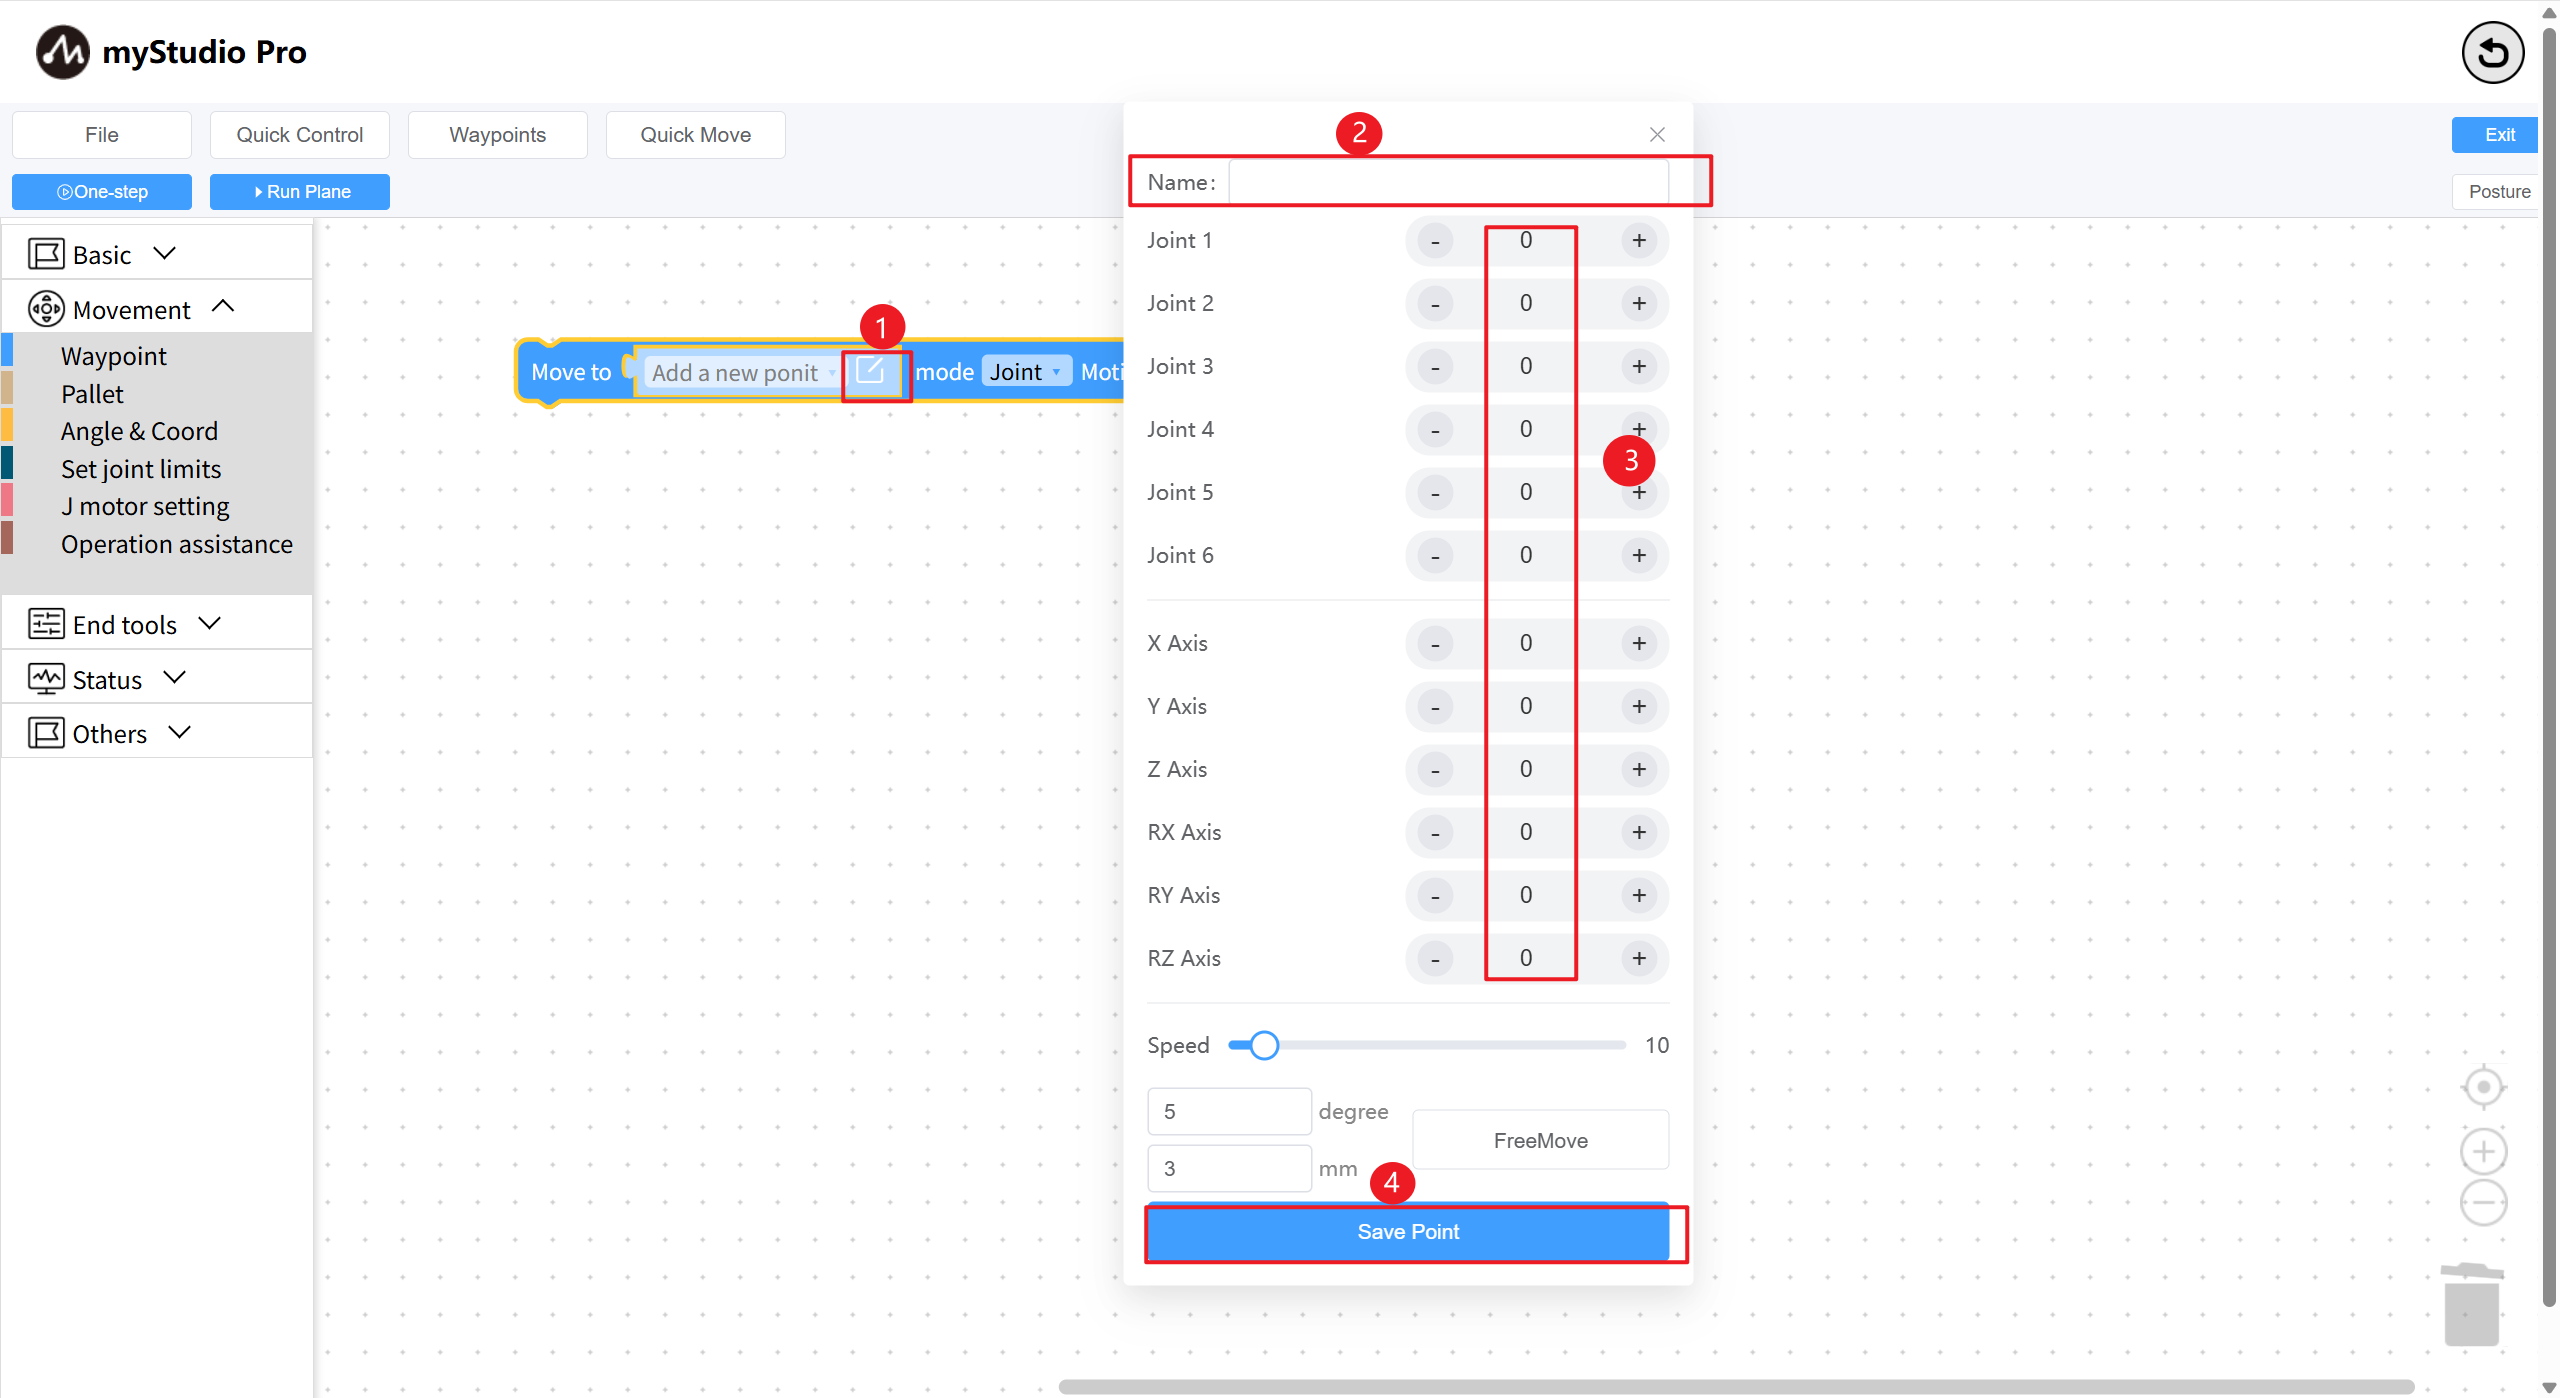 myStudio Pro
File
Quick Control
Waypoints
Quick Move
Exit
One-step
Run Plane
Posture
Basic
Movement
Waypoint
Pallet
Angle & Coord
Set joint limits
J motor setting
Operation assistance
End tools
Status
Others
1
Move to Add a new ponit mode Joint Moti
2
Name:
Joint 1 - 0 +
Joint 2 - 0 +
Joint 3 - 0 +
Joint 4 - 0 +
3
Joint 5 - 0 +
Joint 6 - 0 +
X Axis - 0 +
Y Axis - 0 +
Z Axis - 0 +
RX Axis - 0 +
RY Axis - 0 +
RZ Axis - 0 +
Speed 10
5 degree
FreeMove
3 mm
4
Save Point